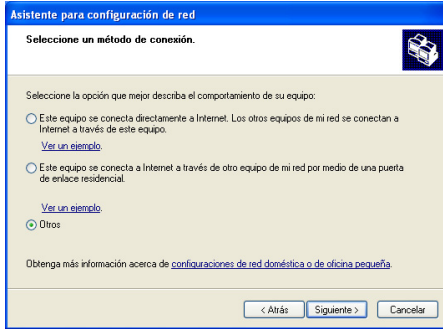 Asistente para configuración de red
Seleccione un método de conexión.
Seleccione la opción que mejor describa el comportamiento de su equipo:
Este equipo se conecta directamente a Internet. Los otros equipos de mi red se conectan a
Internet a través de este equipo.
Ver un ejemplo.
Este equipo se conecta a Internet a través de otro equipo de mi red por medio de una puerta
de enlace residencial.
Ver un ejemplo.
Otros
Obtenga más información acerca de configuraciones de red doméstica o de oficina pequeña.
< Atrás Siguiente > Cancelar